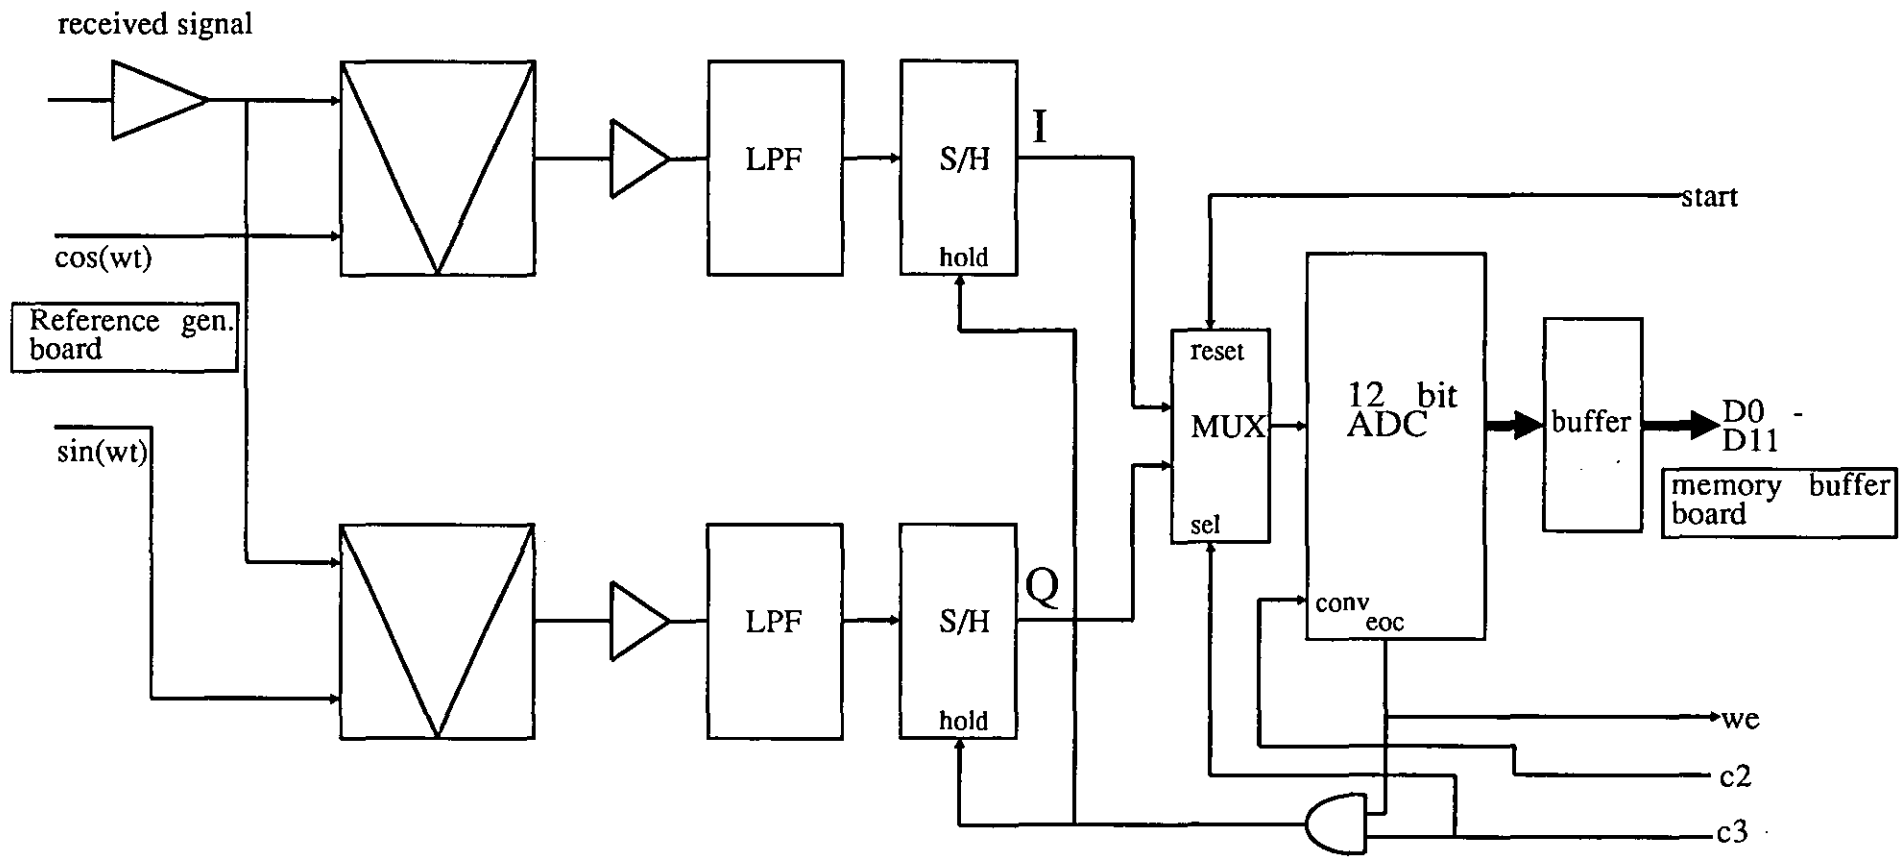 received signal
cos(wt)
Reference gen.
board
sin(wt)
LPF
S/H
hold
I
LPF
S/H
hold
Q
start
reset
MUX
sel
12 bit
ADC
conv
eoc
buffer
D0 -
D11
memory buffer
board
we
c2
c3